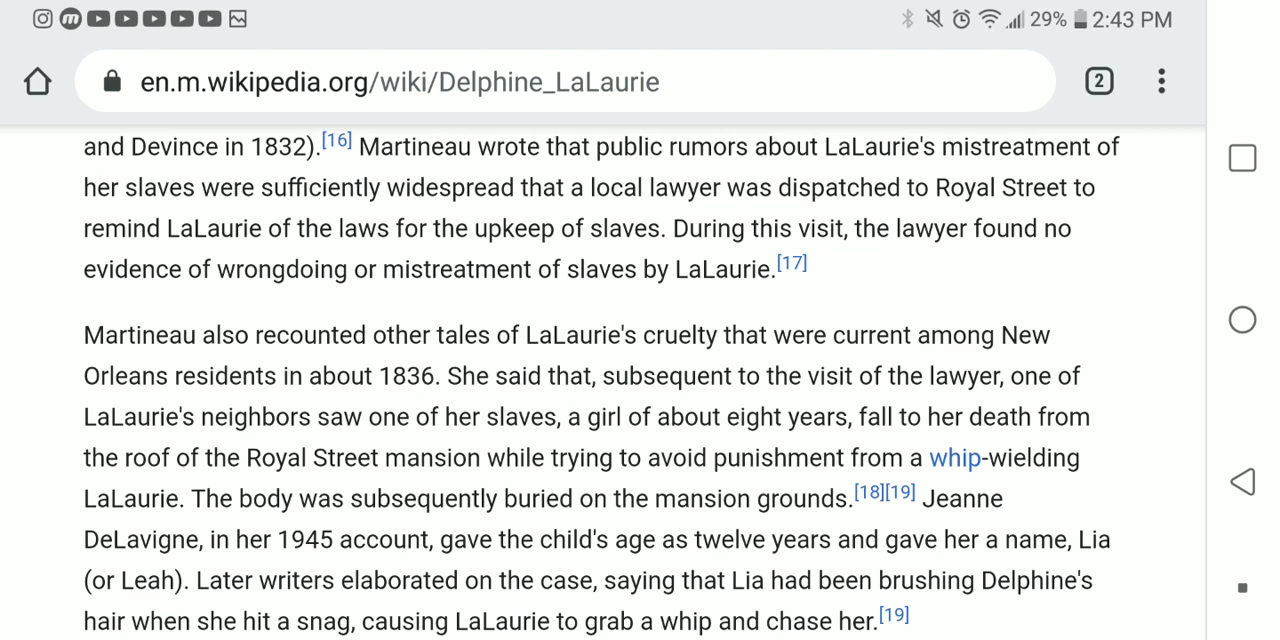 29% 2:43 PM
en.m.wikipedia.org/wiki/Delphine_LaLaurie
2
and Devince in 1832).[16] Martineau wrote that public rumors about LaLaurie's mistreatment of
her slaves were sufficiently widespread that a local lawyer was dispatched to Royal Street to
remind LaLaurie of the laws for the upkeep of slaves. During this visit, the lawyer found no
evidence of wrongdoing or mistreatment of slaves by LaLaurie.[17]
Martineau also recounted other tales of LaLaurie's cruelty that were current among New
Orleans residents in about 1836. She said that, subsequent to the visit of the lawyer, one of
LaLaurie's neighbors saw one of her slaves, a girl of about eight years, fall to her death from
the roof of the Royal Street mansion while trying to avoid punishment from a whip-wielding
LaLaurie. The body was subsequently buried on the mansion grounds.[18][19] Jeanne
DeLavigne, in her 1945 account, gave the child's age as twelve years and gave her a name, Lia
(or Leah). Later writers elaborated on the case, saying that Lia had been brushing Delphine's
hair when she hit a snag, causing LaLaurie to grab a whip and chase her.[19]